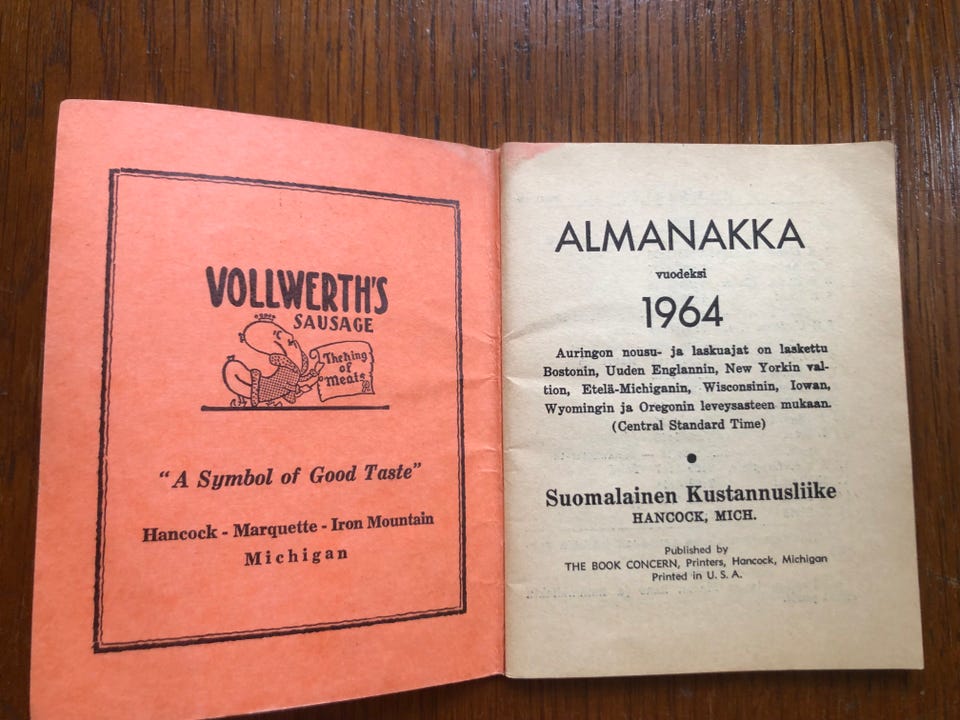 VOLLWERTH'S
SAUSAGE
The King
of
Meats
"A Symbol of Good Taste"
Hancock - Marquette - Iron Mountain
Michigan
ALMANAKKA
vuodeksi
1964
Auringon nousu- ja laskuajat on laskettu
Bostonin, Uuden Englannin, New Yorkin val-
tion, Etelä-Michiganin, Wisconsinin, Iowan,
Wyomingin ja Oregonin leveysasteen mukaan.
(Central Standard Time)
Suomalainen Kustannusliike
HANCOCK, MICH.
Published by
THE BOOK CONCERN, Printers, Hancock, Michigan
Printed in U. S. A.